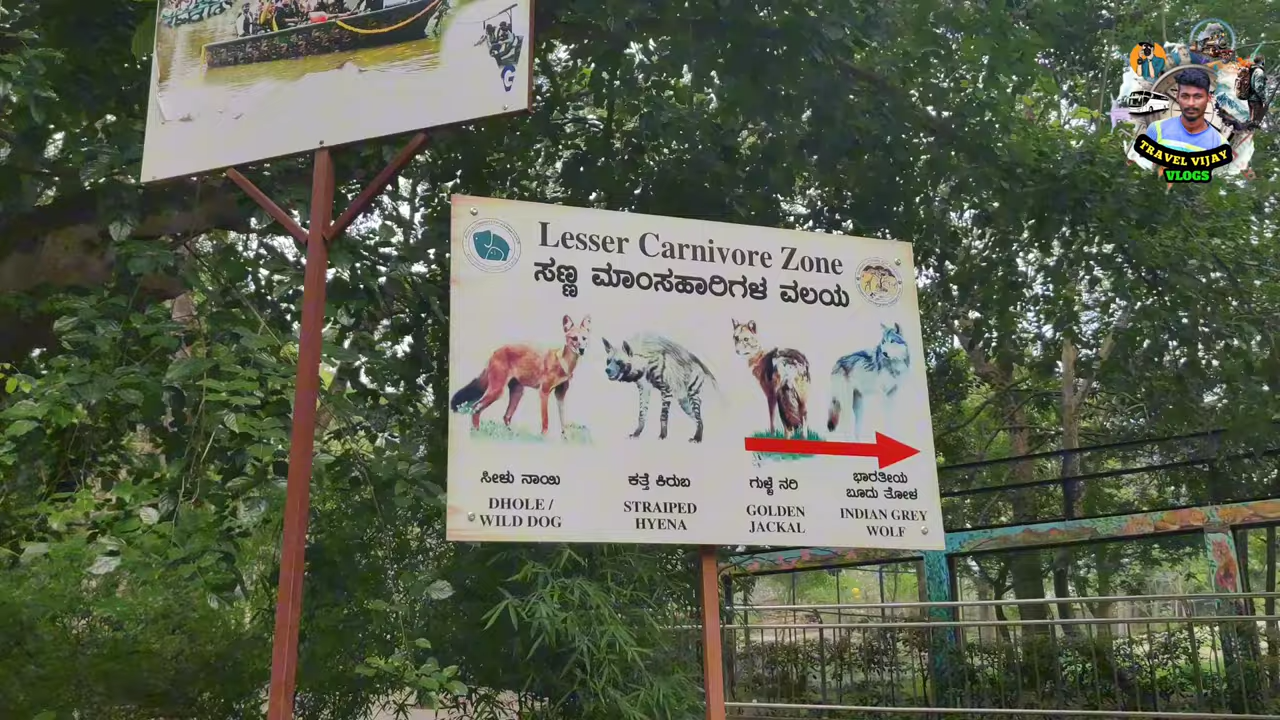 G
TRAVEL VIJAY
VLOGS
Lesser Carnivore Zone
ಸಣ್ಣ ಮಾಂಸಹಾರಿಗಳ ವಲಯ
ಸೀಳು ನಾಯಿ
DHOLE /
WILD DOG
ಕತ್ತೆ ಕಿರುಬ
STRAIPED
HYENA
ಗುಳ್ಳೆ ನರಿ
GOLDEN
JACKAL
ಭಾರತೀಯ
ಬೂದು ತೋಳ
INDIAN GREY
WOLF